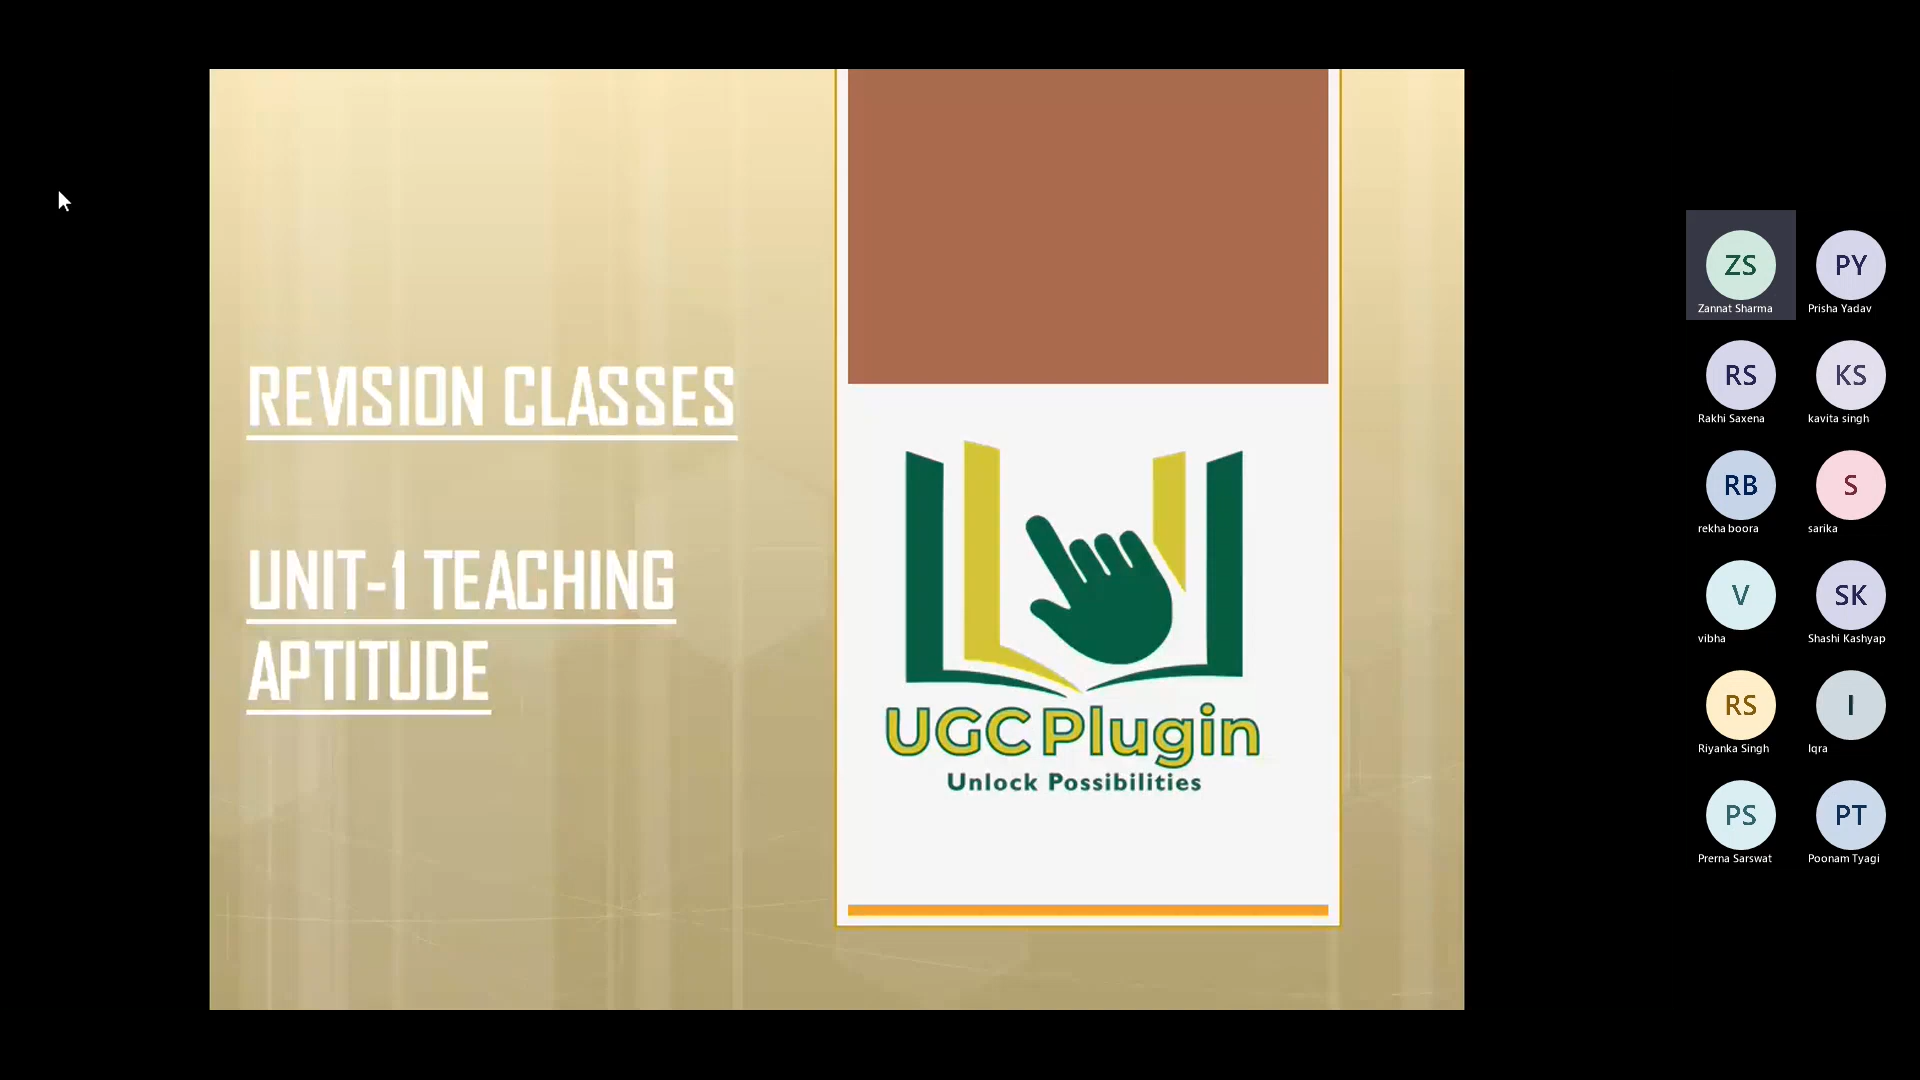 REVISION CLASSES
UNIT-1 TEACHING
APTITUDE
UGC Plugin
Unlock Possibilities
ZS
Zannat Sharma
PY
Prisha Yadav
RS
Rakhi Saxena
KS
kavita singh
RB
rekha boora
S
sarika
V
vibha
SK
Shashi Kashyap
RS
Riyanka Singh
I
Iqra
PS
Prerna Sarswat
PT
Poonam Tyagi